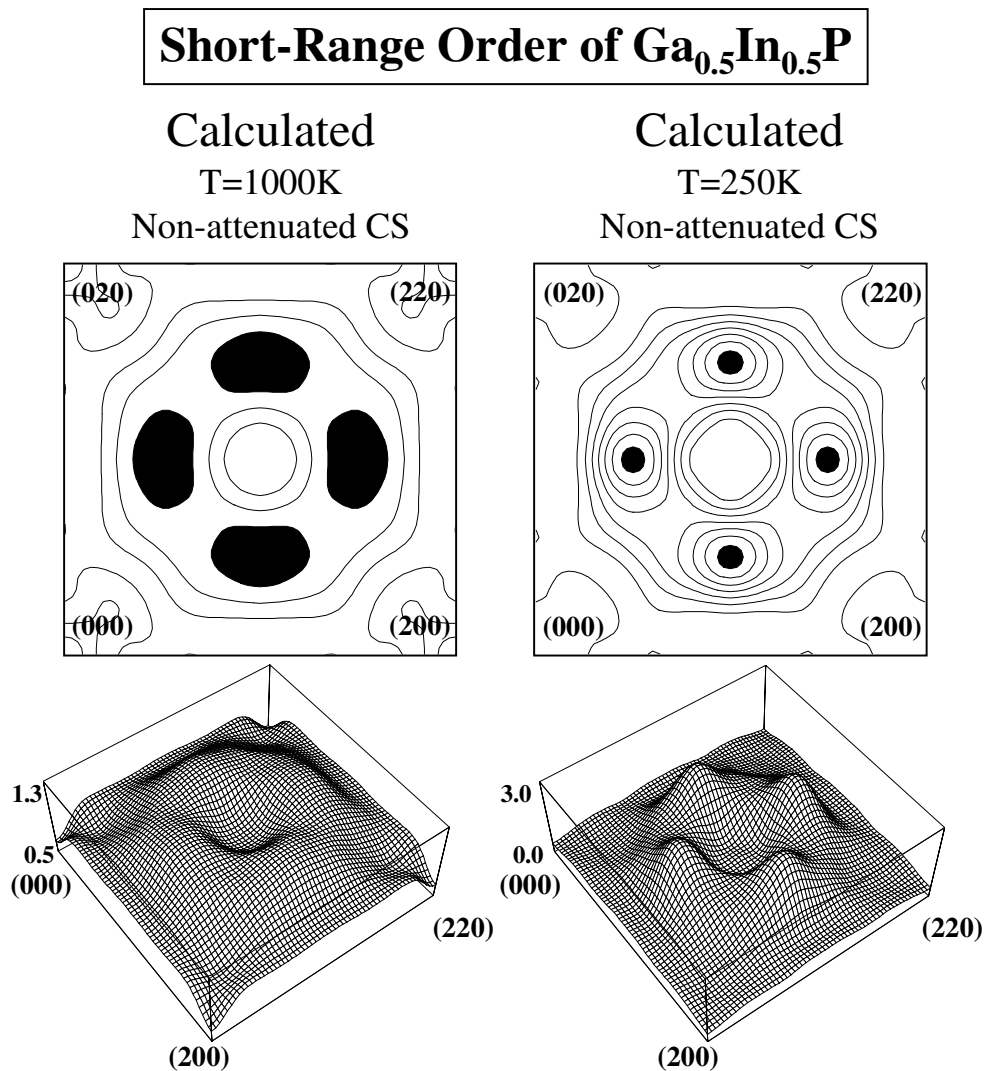 Short-Range Order of Ga0.5In0.5P
Calculated
T=1000K
Non-attenuated CS
(020)
(220)
(000)
(200)
1.3
0.5
(000)
(220)
(200)
Calculated
T=250K
Non-attenuated CS
(020)
(220)
(000)
(200)
3.0
0.0
(000)
(220)
(200)